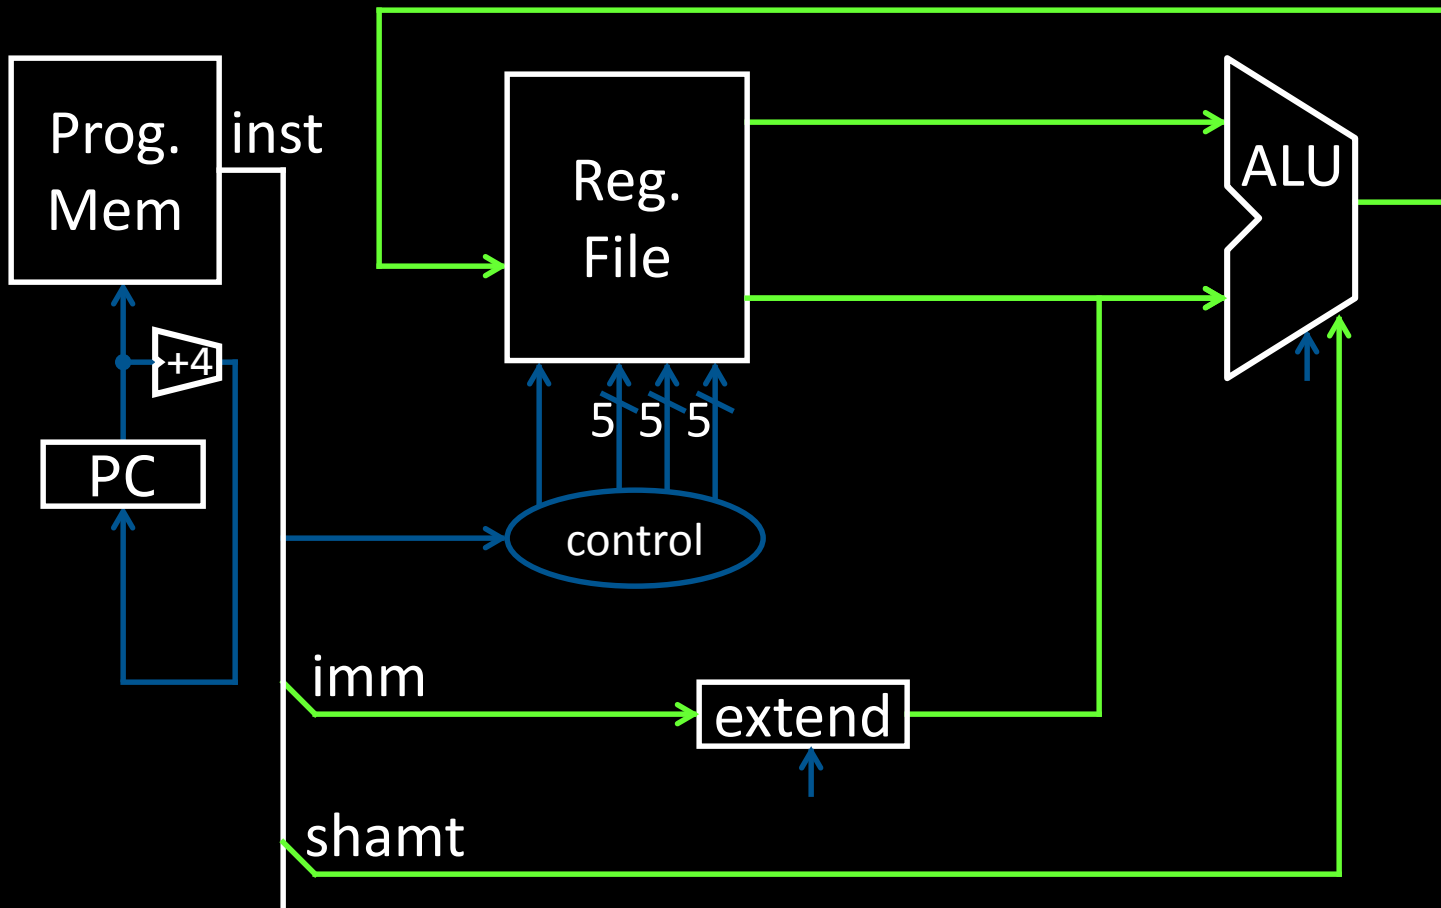 Prog.
Mem
inst
Reg.
File
ALU
+4
5 5 5
PC
control
imm
extend
shamt